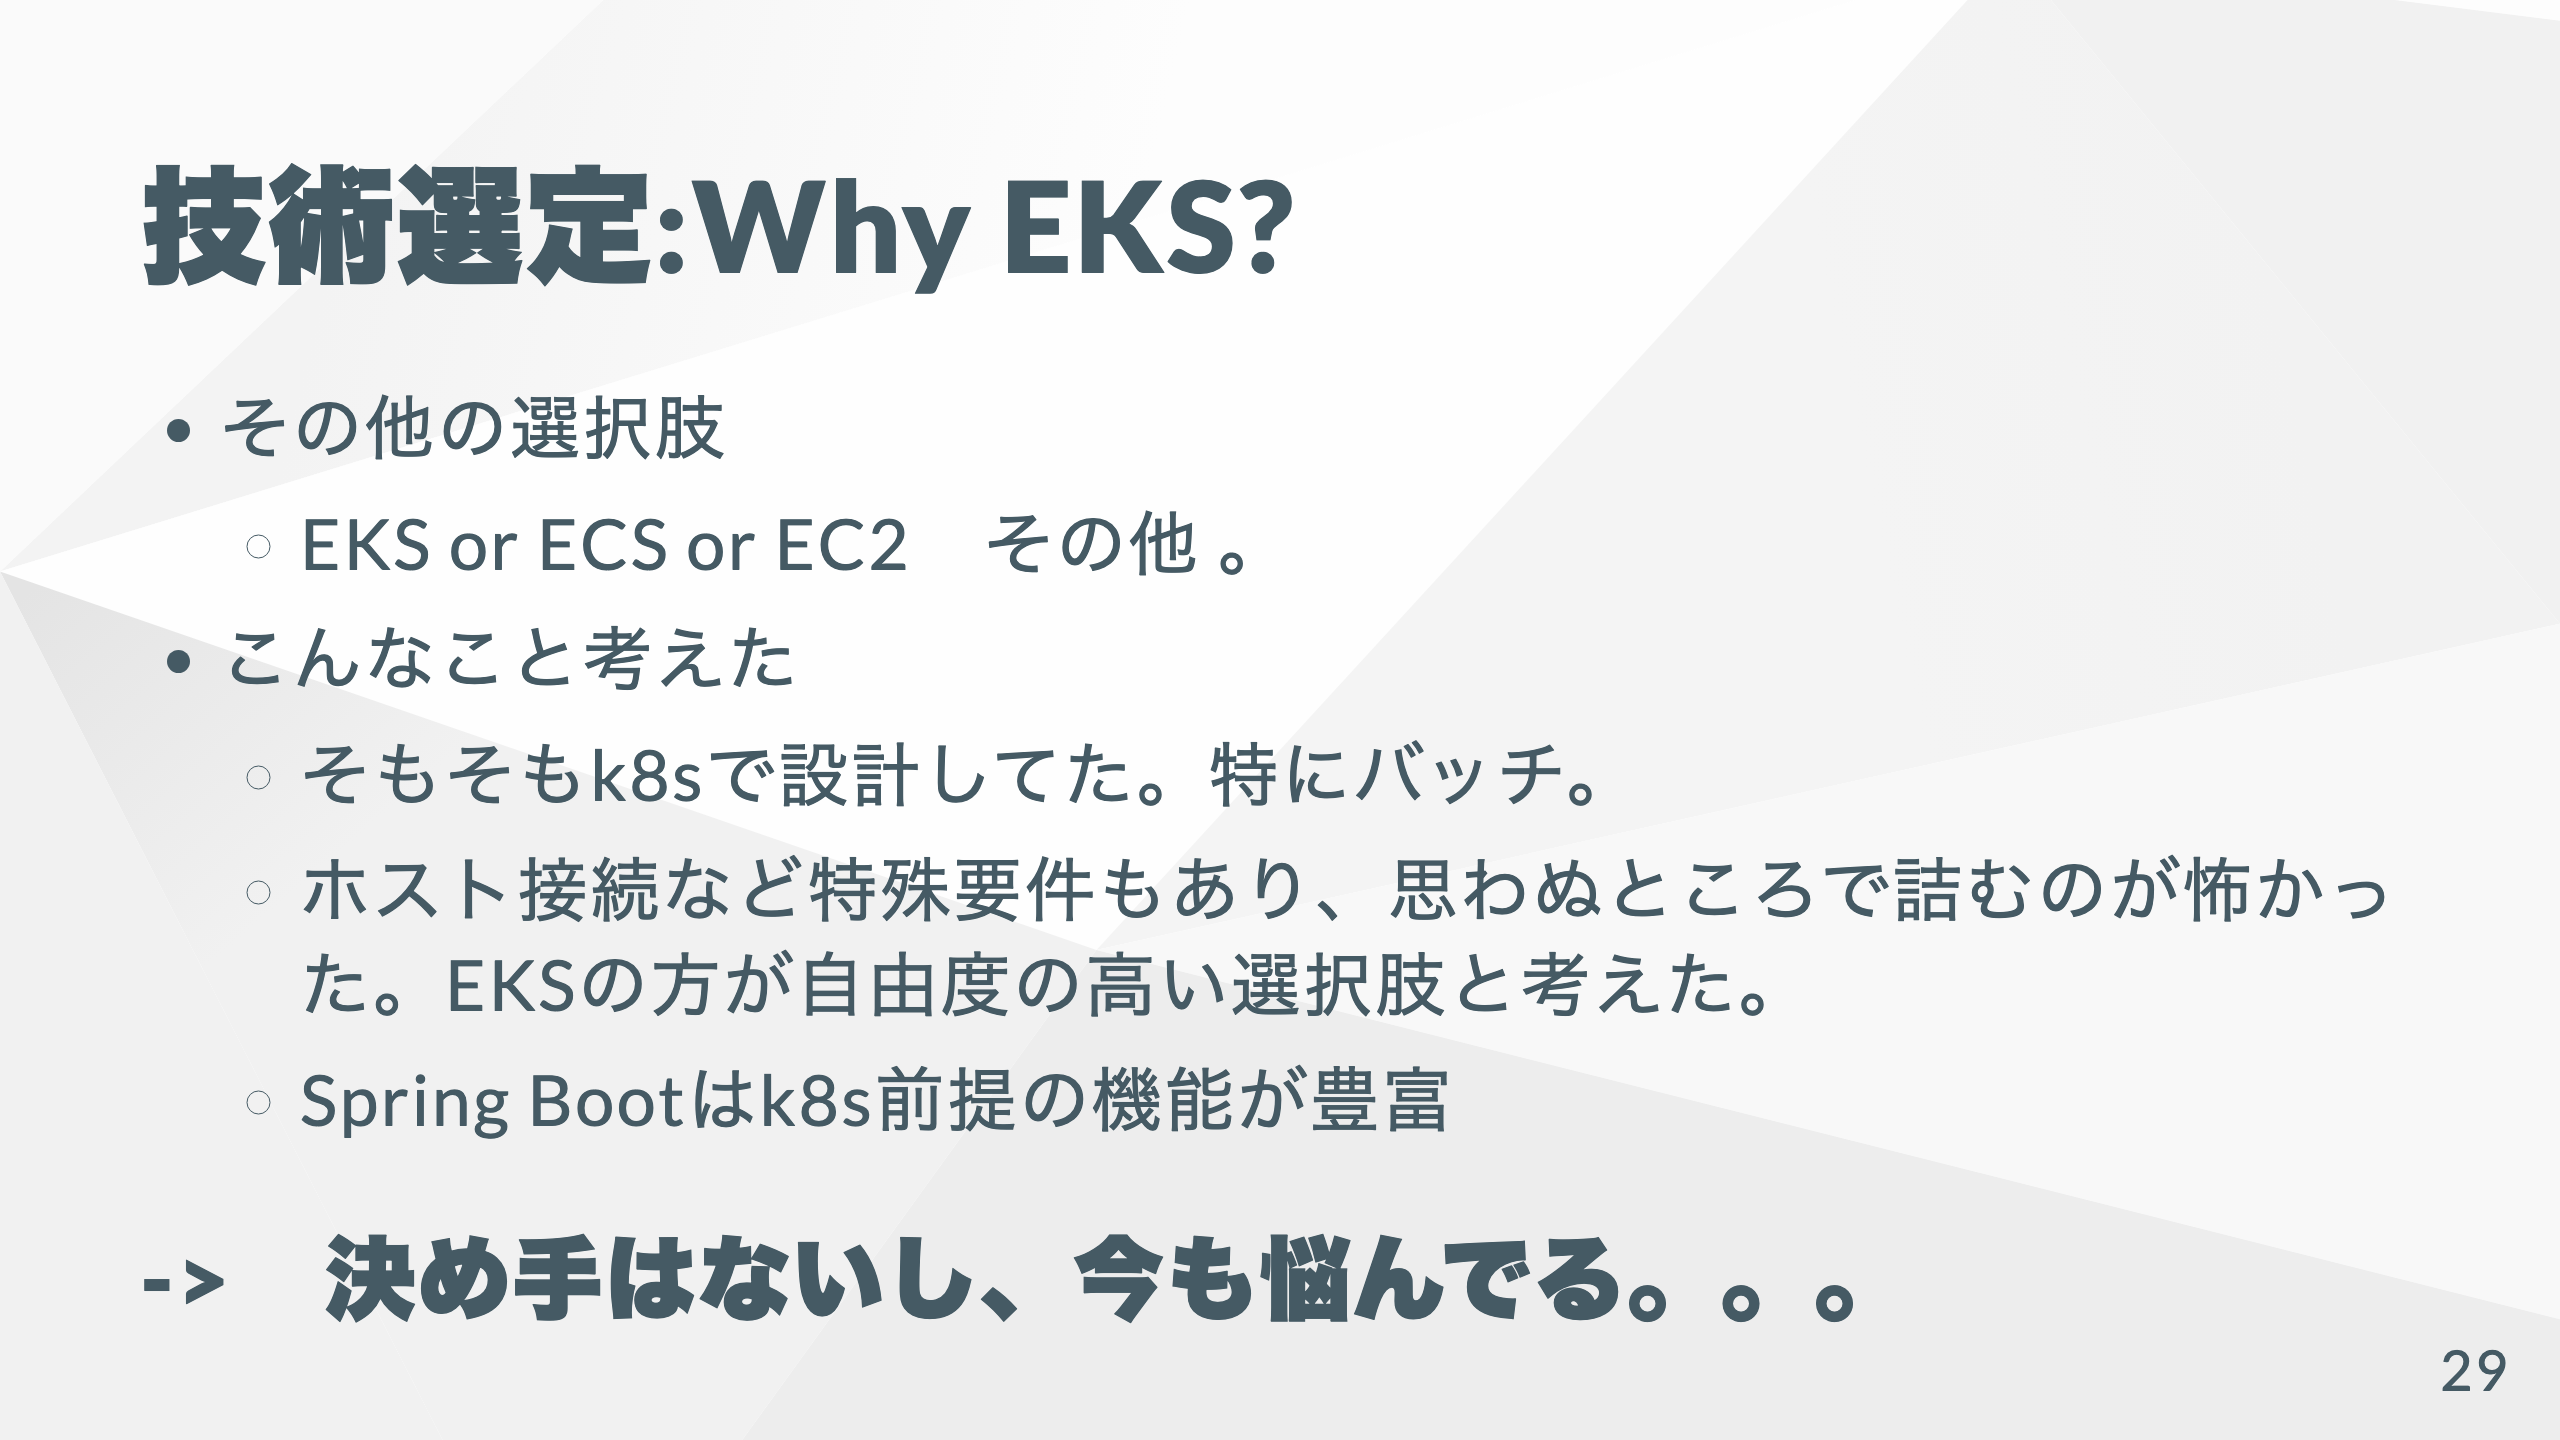 技術選定:Why EKS?
• その他の選択肢
○ EKS or ECS or EC2　その他 。
• こんなこと考えた
○ そもそもk8sで設計してた。特にバッチ。
○ ホスト接続など特殊要件もあり、思わぬところで詰むのが怖かっ
た。EKSの方が自由度の高い選択肢と考えた。
○ Spring Bootはk8s前提の機能が豊富
->　決め手はないし、今も悩んでる。。。
29